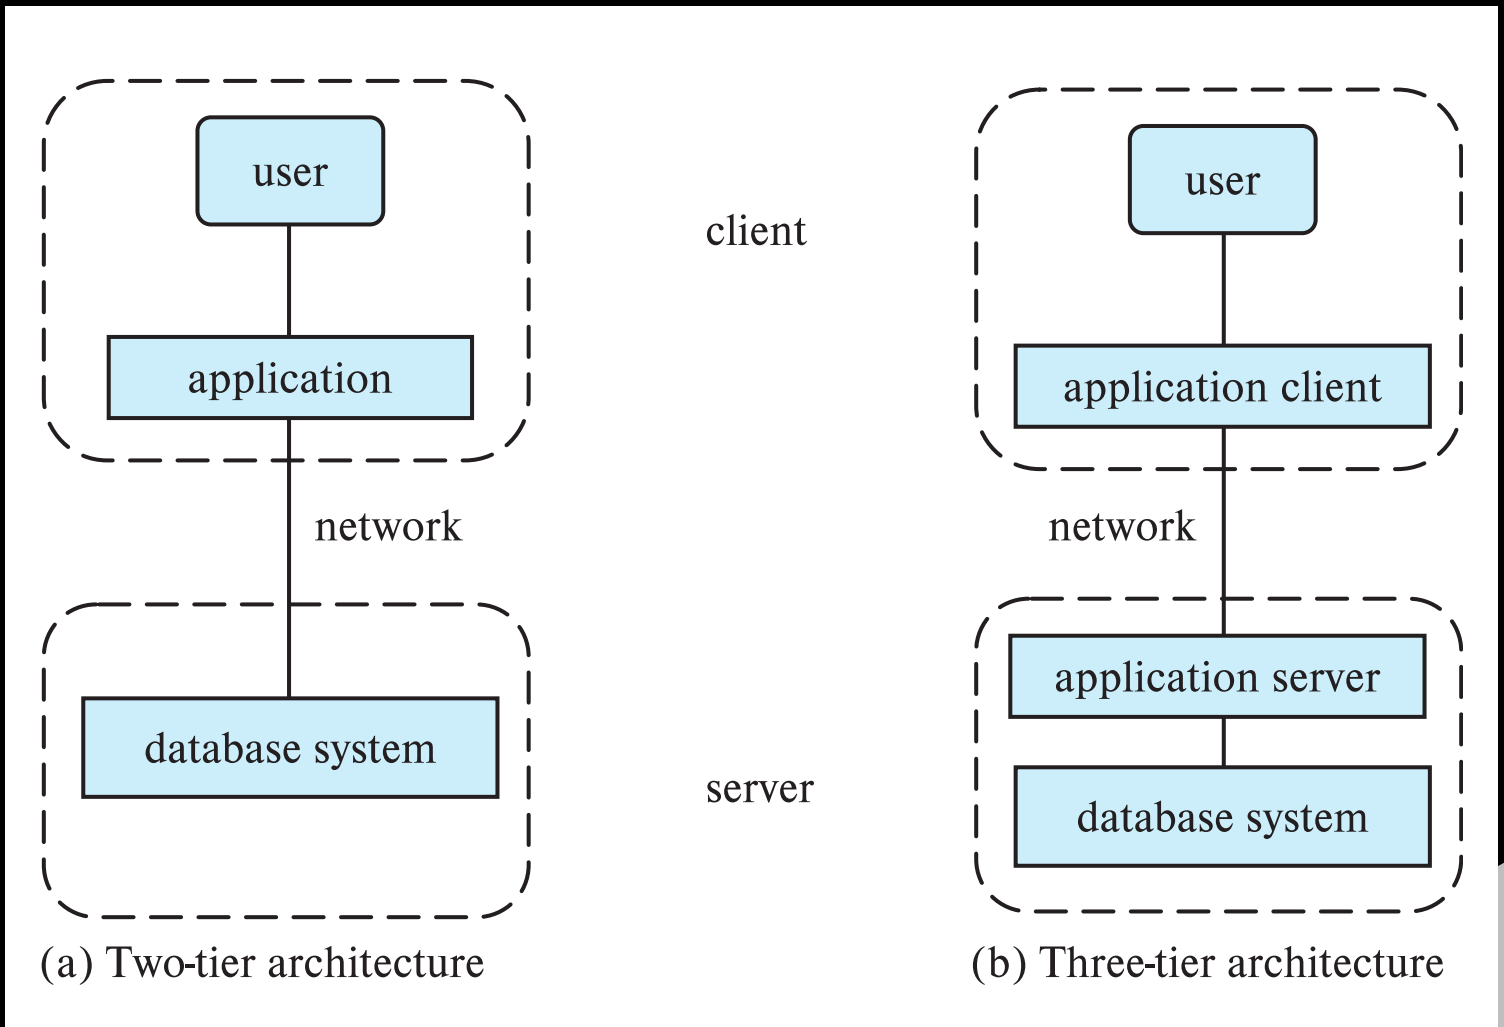 user
application
network
database system
(a) Two-tier architecture
client
server
user
application client
network
application server
database system
(b) Three-tier architecture